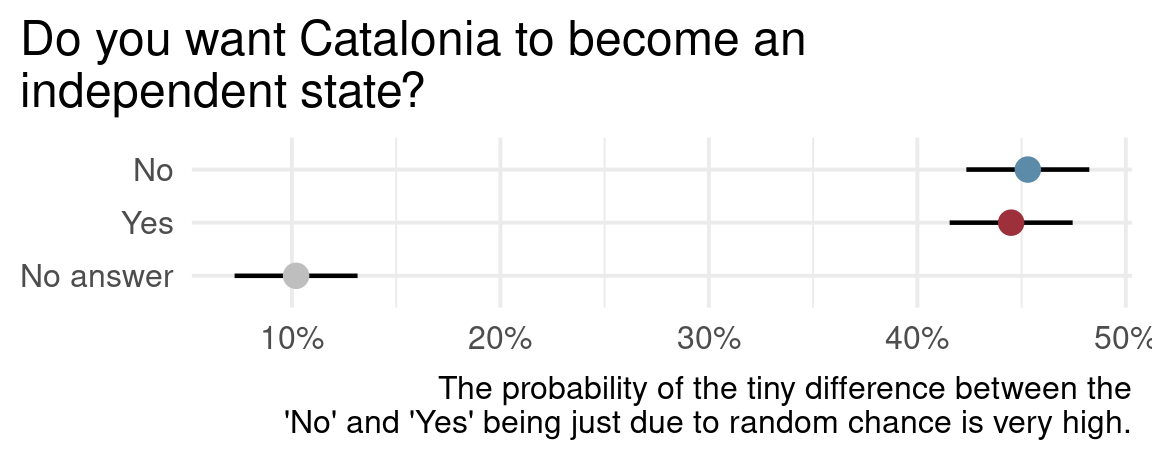 Do you want Catalonia to become an
independent state?
No
Yes
No answer
10% 20% 30% 40% 50%
The probability of the tiny difference between the
'No' and 'Yes' being just due to random chance is very high.